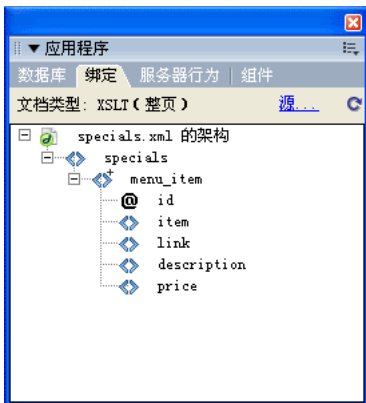 ▼ 应用程序
数据库 绑定 服务器行为 组件
文档类型: XSLT(整页) 源...
specials.xml 的架构
specials
menu_item
@ id
item
link
description
price